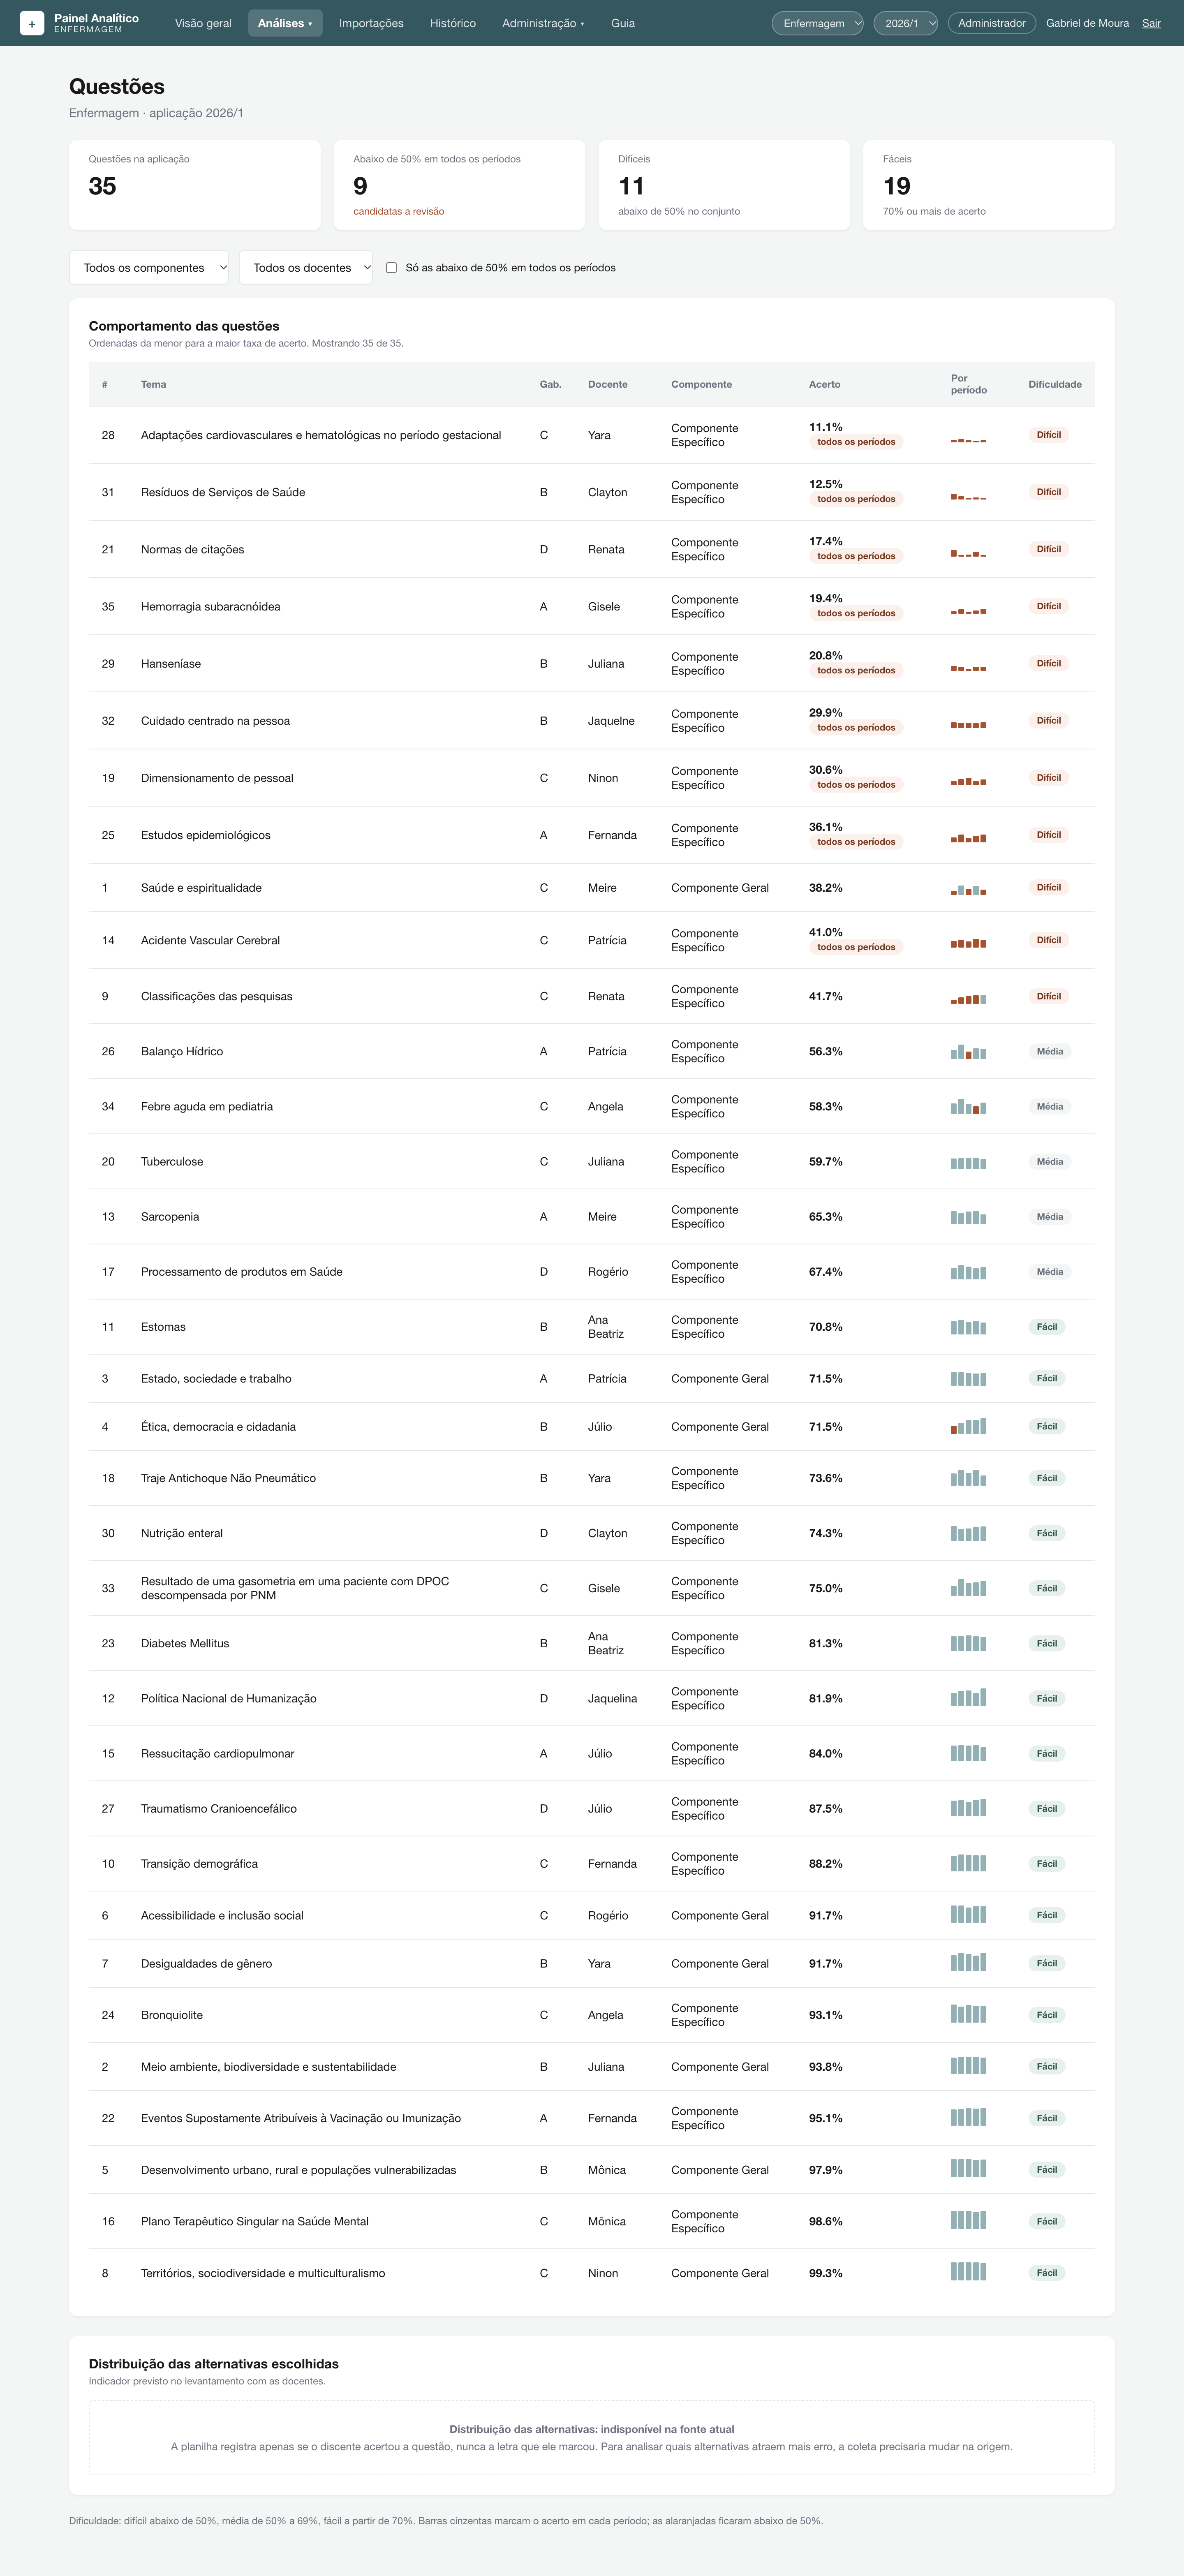 + Painel Analítico
ENFERMAGEM
Visão geral
Análises ▾
Importações
Histórico
Administração ▾
Guia
Enfermagem
2026/1
Administrador
Gabriel de Moura
Sair
Questões
Enfermagem · aplicação 2026/1
Questões na aplicação
35
Abaixo de 50% em todos os períodos
9
candidatas a revisão
Difíceis
11
abaixo de 50% no conjunto
Fáceis
19
70% ou mais de acerto
Todos os componentes
Todos os docentes
Só as abaixo de 50% em todos os períodos
Comportamento das questões
Ordenadas da menor para a maior taxa de acerto. Mostrando 35 de 35.
# Tema Gab. Docente Componente Acerto Por período Dificuldade
28 Adaptações cardiovasculares e hematológicas no período gestacional C Yara Componente Específico 11.1% todos os períodos Difícil
31 Resíduos de Serviços de Saúde B Clayton Componente Específico 12.5% todos os períodos Difícil
21 Normas de citações D Renata Componente Específico 17.4% todos os períodos Difícil
35 Hemorragia subaracnóidea A Gisele Componente Específico 19.4% todos os períodos Difícil
29 Hanseníase B Juliana Componente Específico 20.8% todos os períodos Difícil
32 Cuidado centrado na pessoa B Jaquelne Componente Específico 29.9% todos os períodos Difícil
19 Dimensionamento de pessoal C Ninon Componente Específico 30.6% todos os períodos Difícil
25 Estudos epidemiológicos A Fernanda Componente Específico 36.1% todos os períodos Difícil
1 Saúde e espiritualidade C Meire Componente Geral 38.2% Difícil
14 Acidente Vascular Cerebral C Patrícia Componente Específico 41.0% todos os períodos Difícil
9 Classificações das pesquisas C Renata Componente Específico 41.7% Difícil
26 Balanço Hídrico A Patrícia Componente Específico 56.3% Média
34 Febre aguda em pediatria C Angela Componente Específico 58.3% Média
20 Tuberculose C Juliana Componente Específico 59.7% Média
13 Sarcopenia A Meire Componente Específico 65.3% Média
17 Processamento de produtos em Saúde D Rogério Componente Específico 67.4% Média
11 Estomas B Ana Beatriz Componente Específico 70.8% Fácil
3 Estado, sociedade e trabalho A Patrícia Componente Geral 71.5% Fácil
4 Ética, democracia e cidadania B Júlio Componente Geral 71.5% Fácil
18 Traje Antichoque Não Pneumático B Yara Componente Específico 73.6% Fácil
30 Nutrição enteral D Clayton Componente Específico 74.3% Fácil
33 Resultado de uma gasometria em uma paciente com DPOC descompensada por PNM C Gisele Componente Específico 75.0% Fácil
23 Diabetes Mellitus B Ana Beatriz Componente Específico 81.3% Fácil
12 Política Nacional de Humanização D Jaquelina Componente Específico 81.9% Fácil
15 Ressucitação cardiopulmonar A Júlio Componente Específico 84.0% Fácil
27 Traumatismo Cranioencefálico D Júlio Componente Específico 87.5% Fácil
10 Transição demográfica C Fernanda Componente Específico 88.2% Fácil
6 Acessibilidade e inclusão social C Rogério Componente Geral 91.7% Fácil
7 Desigualdades de gênero B Yara Componente Geral 91.7% Fácil
24 Bronquiolite C Angela Componente Específico 93.1% Fácil
2 Meio ambiente, biodiversidade e sustentabilidade B Juliana Componente Geral 93.8% Fácil
22 Eventos Supostamente Atribuíveis à Vacinação ou Imunização A Fernanda Componente Específico 95.1% Fácil
5 Desenvolvimento urbano, rural e populações vulnerabilizadas B Mônica Componente Geral 97.9% Fácil
16 Plano Terapêutico Singular na Saúde Mental C Mônica Componente Específico 98.6% Fácil
8 Territórios, sociodiversidade e multiculturalismo C Ninon Componente Geral 99.3% Fácil
Distribuição das alternativas escolhidas
Indicador previsto no levantamento com as docentes.
Distribuição das alternativas: indisponível na fonte atual
A planilha registra apenas se o discente acertou a questão, nunca a letra que ele marcou. Para analisar quais alternativas atraem mais erro, a coleta precisaria mudar na origem.
Dificuldade: difícil abaixo de 50%, média de 50% a 69%, fácil a partir de 70%. Barras cinzentas marcam o acerto em cada período; as alaranjadas ficaram abaixo de 50%.